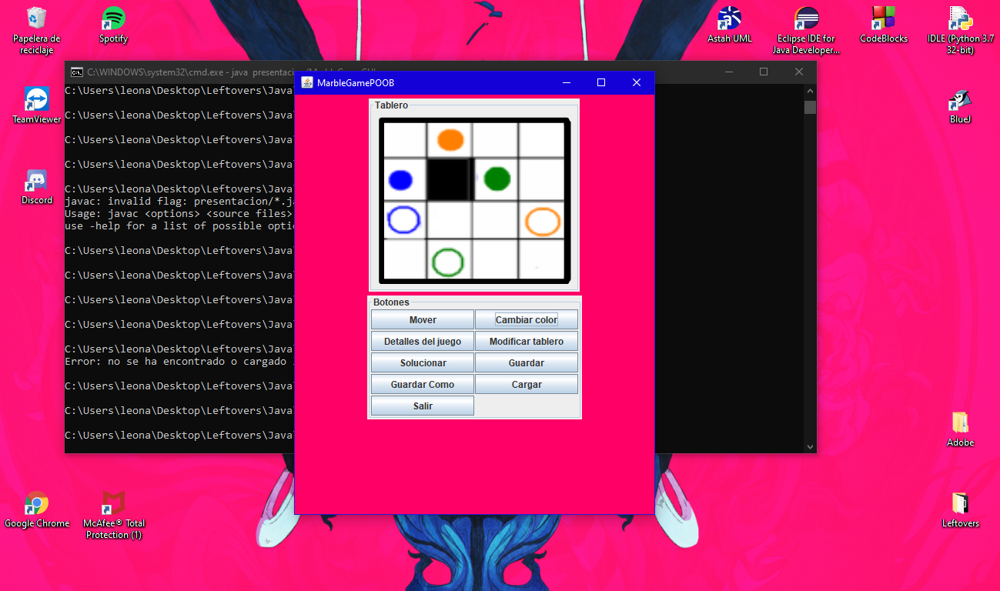 Papelera de
reciclaje
Spotify
Astah UML
Eclipse IDE for
Java Developer...
CodeBlocks
IDLE (Python 3.7
32-bit)
TeamViewer
BlueJ
Discord
Adobe
Google Chrome
McAfee® Total
Protection (1)
Leftovers
C:\WINDOWS\system32\cmd.exe - java presentacion
C:\Users\leona\Desktop\Leftovers\Java
C:\Users\leona\Desktop\Leftovers\Java
C:\Users\leona\Desktop\Leftovers\Java
C:\Users\leona\Desktop\Leftovers\Java
C:\Users\leona\Desktop\Leftovers\Java
javac: invalid flag: presentacion/*.ja
Usage: javac <options> <source files>
use -help for a list of possible optio
C:\Users\leona\Desktop\Leftovers\Java
C:\Users\leona\Desktop\Leftovers\Java
C:\Users\leona\Desktop\Leftovers\Java
C:\Users\leona\Desktop\Leftovers\Java
C:\Users\leona\Desktop\Leftovers\Java
Error: no se ha encontrado o cargado
C:\Users\leona\Desktop\Leftovers\Java
C:\Users\leona\Desktop\Leftovers\Java
C:\Users\leona\Desktop\Leftovers\Java
MarbleGamePOOB
Tablero
Botones
Mover
Cambiar color
Detalles del juego
Modificar tablero
Solucionar
Guardar
Guardar Como
Cargar
Salir